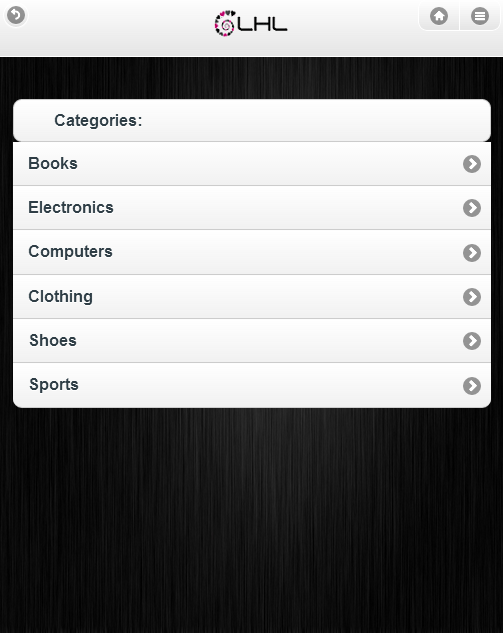 LHL
Categories:
Books
Electronics
Computers
Clothing
Shoes
Sports